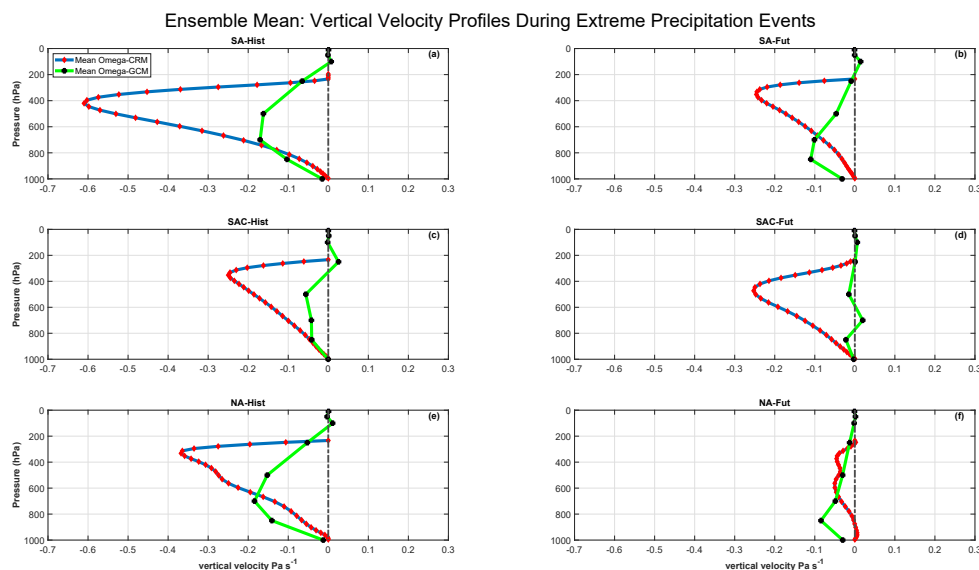 Ensemble Mean: Vertical Velocity Profiles During Extreme Precipitation Events
SA-Hist
(a)
Mean Omega-CRM
Mean Omega-GCM
Pressure (hPa)
0
200
400
600
800
1000
-0.7 -0.6 -0.5 -0.4 -0.3 -0.2 -0.1 0 0.1 0.2 0.3
SA-Fut
(b)
0
200
400
600
800
1000
-0.7 -0.6 -0.5 -0.4 -0.3 -0.2 -0.1 0 0.1 0.2 0.3
SAC-Hist
(c)
Pressure (hPa)
0
200
400
600
800
1000
-0.7 -0.6 -0.5 -0.4 -0.3 -0.2 -0.1 0 0.1 0.2 0.3
SAC-Fut
(d)
0
200
400
600
800
1000
-0.7 -0.6 -0.5 -0.4 -0.3 -0.2 -0.1 0 0.1 0.2 0.3
NA-Hist
(e)
Pressure (hPa)
0
200
400
600
800
1000
-0.7 -0.6 -0.5 -0.4 -0.3 -0.2 -0.1 0 0.1 0.2 0.3
vertical velocity Pa s⁻¹
NA-Fut
(f)
0
200
400
600
800
1000
-0.7 -0.6 -0.5 -0.4 -0.3 -0.2 -0.1 0 0.1 0.2 0.3
vertical velocity Pa s⁻¹